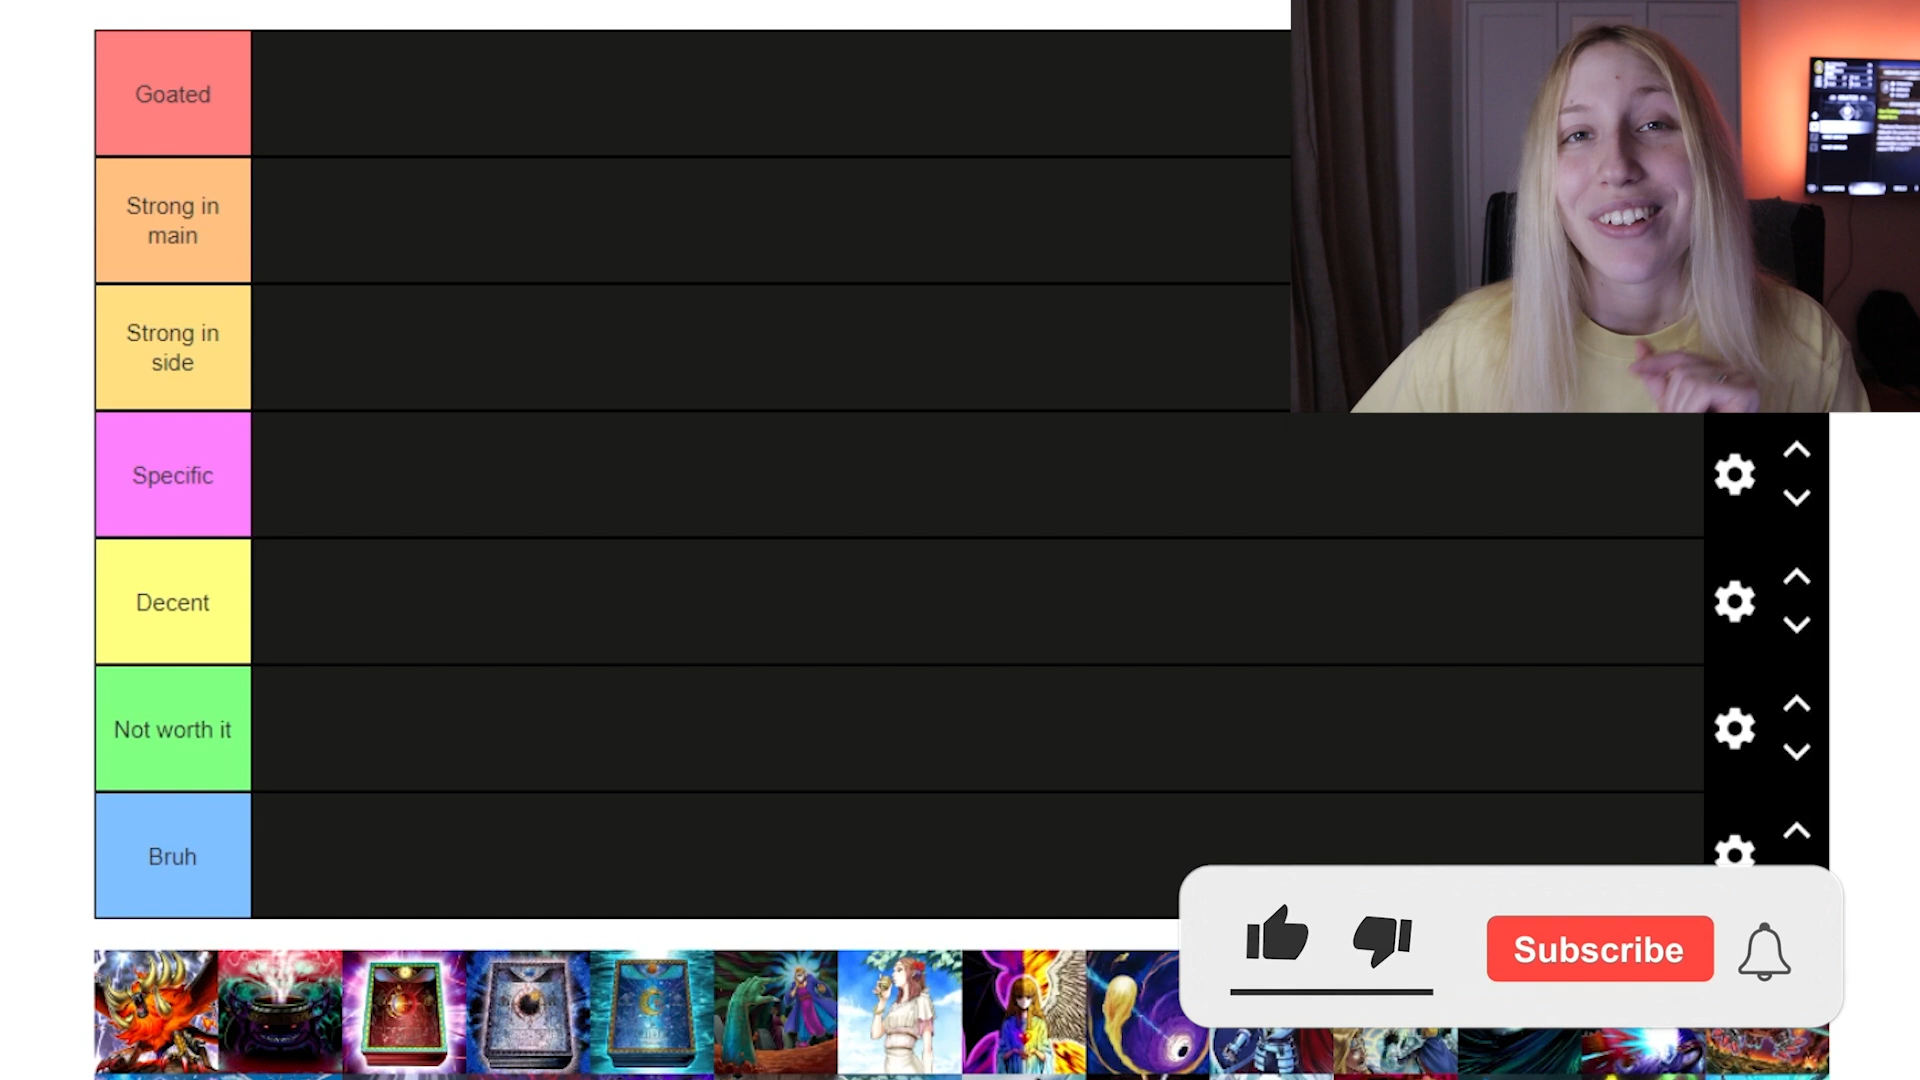 Goated
Strong in
main
Strong in
side
Specific
Decent
Not worth it
Bruh
Subscribe